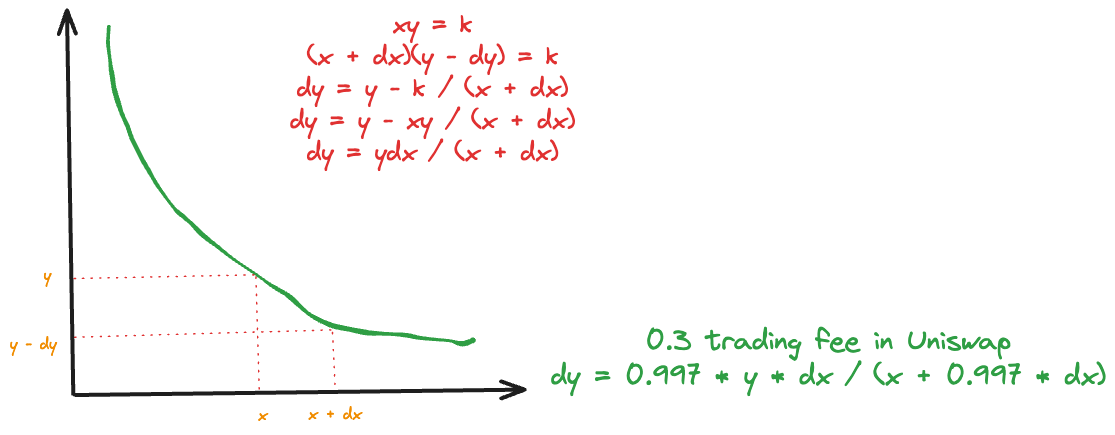 xy = k
(x + dx)(y - dy) = k
dy = y - k / (x + dx)
dy = y - xy / (x + dx)
dy = ydx / (x + dx)
y
y - dy
x
x + dx
0.3 trading fee in Uniswap
dy = 0.997 * y * dx / (x + 0.997 * dx)